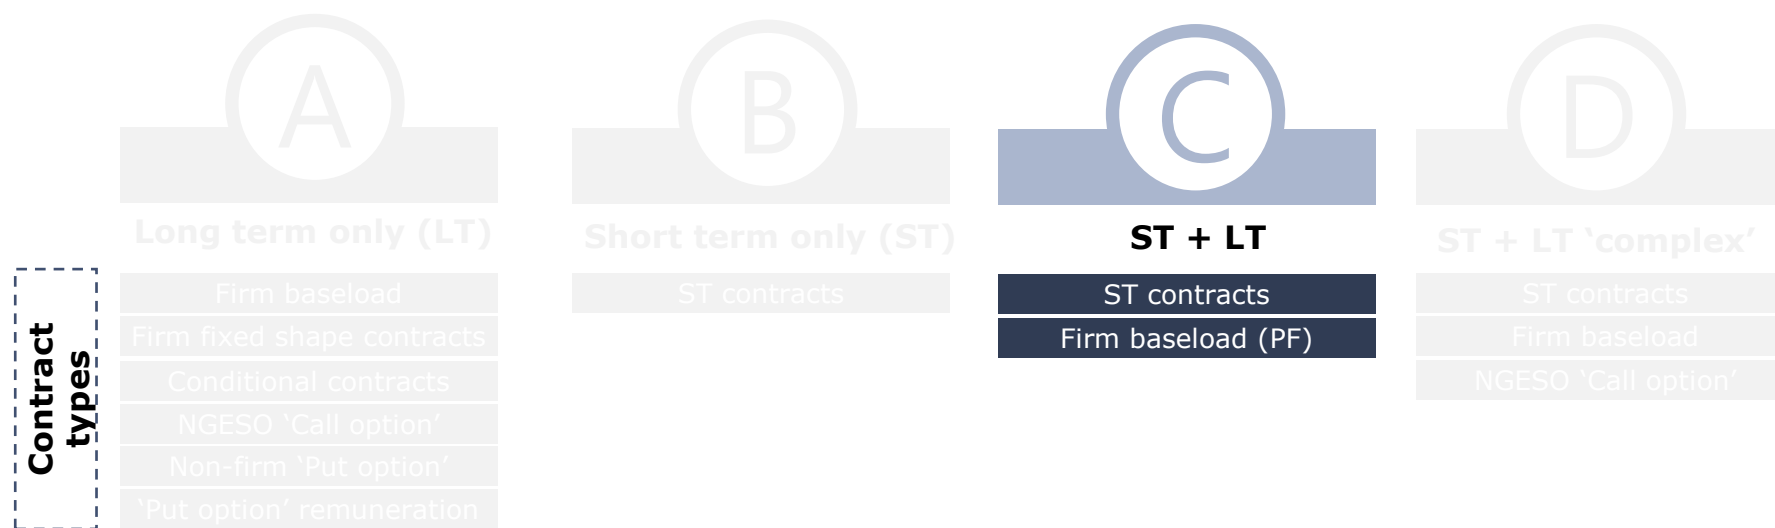 A
B
C
D
Long term only (LT)
Short term only (ST)
ST + LT
ST + LT ‘complex’
Contract
types
Firm baseload
Firm fixed shape contracts
Conditional contracts
NGESO ‘Call option’
Non-firm ‘Put option’
‘Put option’ remuneration
ST contracts
ST contracts
Firm baseload (PF)
ST contracts
Firm baseload
NGESO ‘Call option’